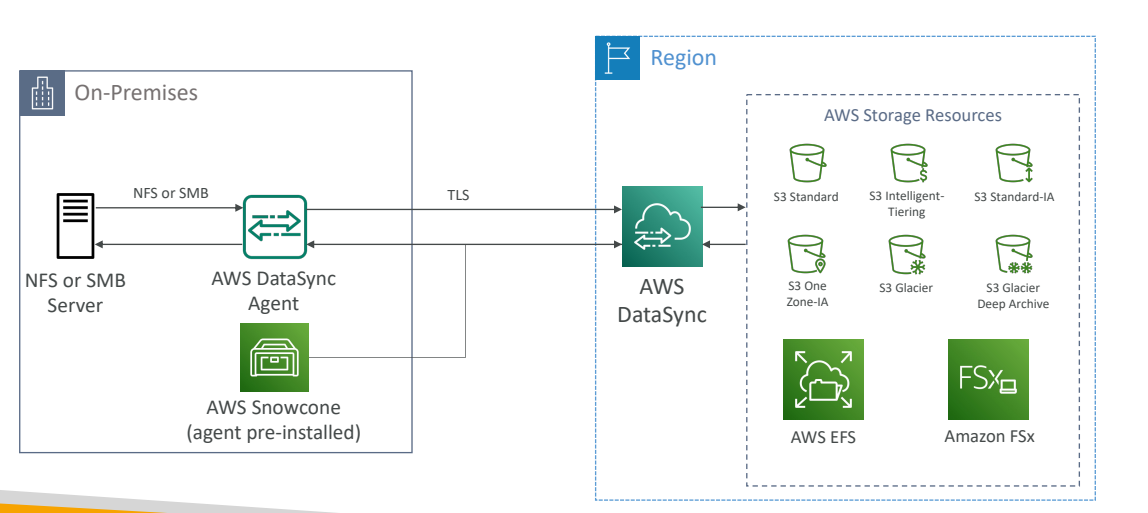 Region
On-Premises
AWS Storage Resources
S3 Standard
S3 Intelligent-
Tiering
S3 Standard-IA
NFS or SMB
TLS
NFS or SMB
Server
AWS DataSync
Agent
AWS
DataSync
S3 One
Zone-IA
S3 Glacier
S3 Glacier
Deep Archive
AWS Snowcone
(agent pre-installed)
FSx
AWS EFS
Amazon FSx